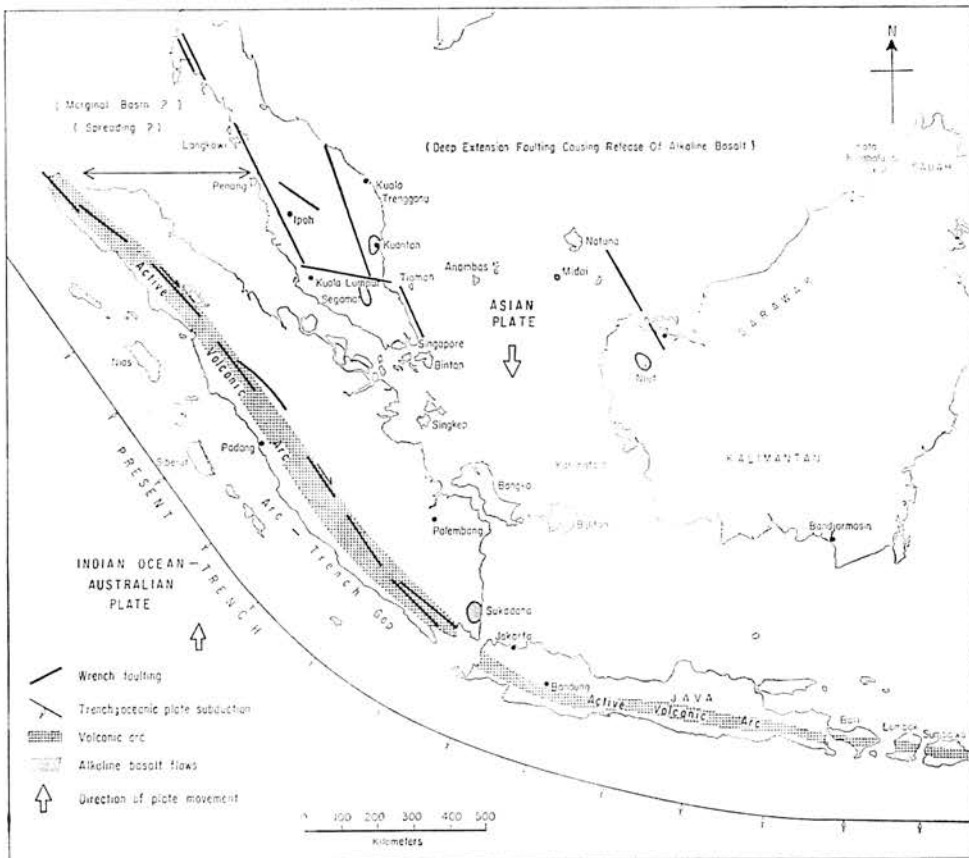 N
( Marginal Basin ? )
( Spreading ? )
Langkawi
( Deep Extension Faulting Causing Release Of Alkaline Basalt )
SABAH
Penang
Kuala
Trengganu
Ipoh
Kuantan
Natuna
Anambas
Midai
Tioman
Kuala Lumpur
Segamat
ASIAN
PLATE
SARAWAK
Active
Singapore
Bintan
Niut
Nias
Volcanic
Singkep
Padang
Arc
KALIMANTAN
Siberut
Karimata
Bangka
Billiton
PRESENT
TRENCH
Arc - Trench Gap
Palembang
Bandjarmasin
INDIAN OCEAN -
AUSTRALIAN
PLATE
Sukadana
Jakarta
Bandung
JAVA
Active Volcanic Arc
Bali
Lombok
Sumbawa
Wrench faulting
Trench; oceanic plate subduction
Volcanic arc
Alkaline basalt flows
Direction of plate movement
0 100 200 300 400 500
Kilometers